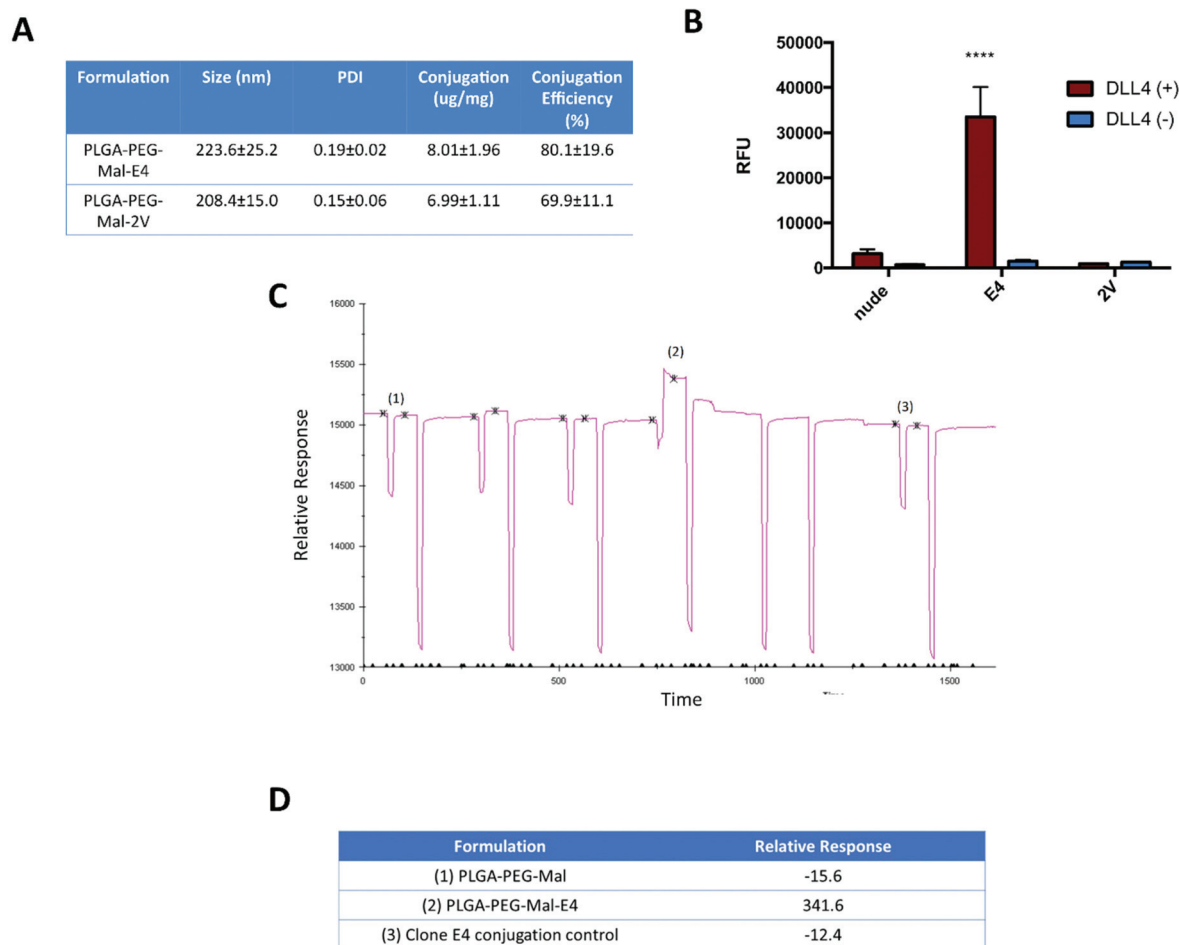 A
Formulation Size (nm) PDI Conjugation (ug/mg) Conjugation Efficiency (%)
PLGA-PEG-Mal-E4 223.6±25.2 0.19±0.02 8.01±1.96 80.1±19.6
PLGA-PEG-Mal-2V 208.4±15.0 0.15±0.06 6.99±1.11 69.9±11.1
B
50000
40000
30000
20000
10000
0
RFU
****
DLL4 (+)
DLL4 (-)
nude
E4
2V
C
16000
15500
15000
14500
14000
13500
13000
Relative Response
(1)
(2)
(3)
0 500 1000 1500
Time
D
Formulation Relative Response
(1) PLGA-PEG-Mal -15.6
(2) PLGA-PEG-Mal-E4 341.6
(3) Clone E4 conjugation control -12.4